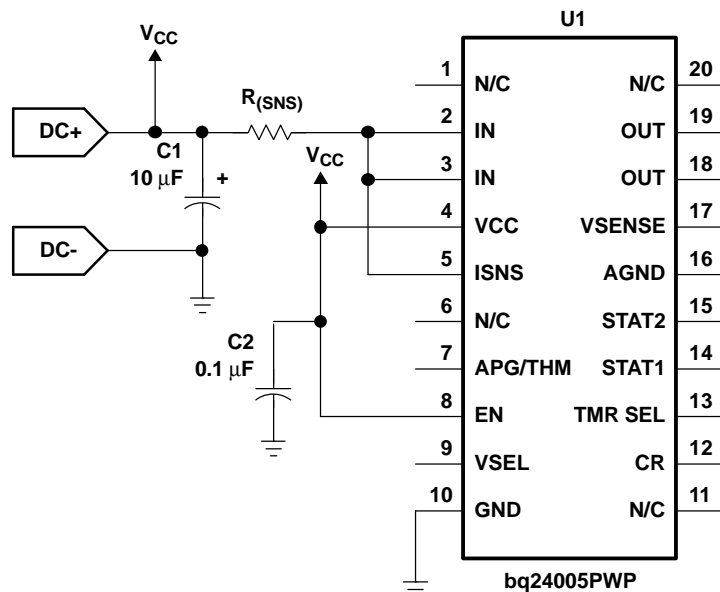 U1
VCC
DC+
R(SNS)
C1
10 μF
+
DC-
VCC
C2
0.1 μF
1 N/C N/C 20
2 IN OUT 19
3 IN OUT 18
4 VCC VSENSE 17
5 ISNS AGND 16
6 N/C STAT2 15
7 APG/THM STAT1 14
8 EN TMR SEL 13
9 VSEL CR 12
10 GND N/C 11
bq24005PWP